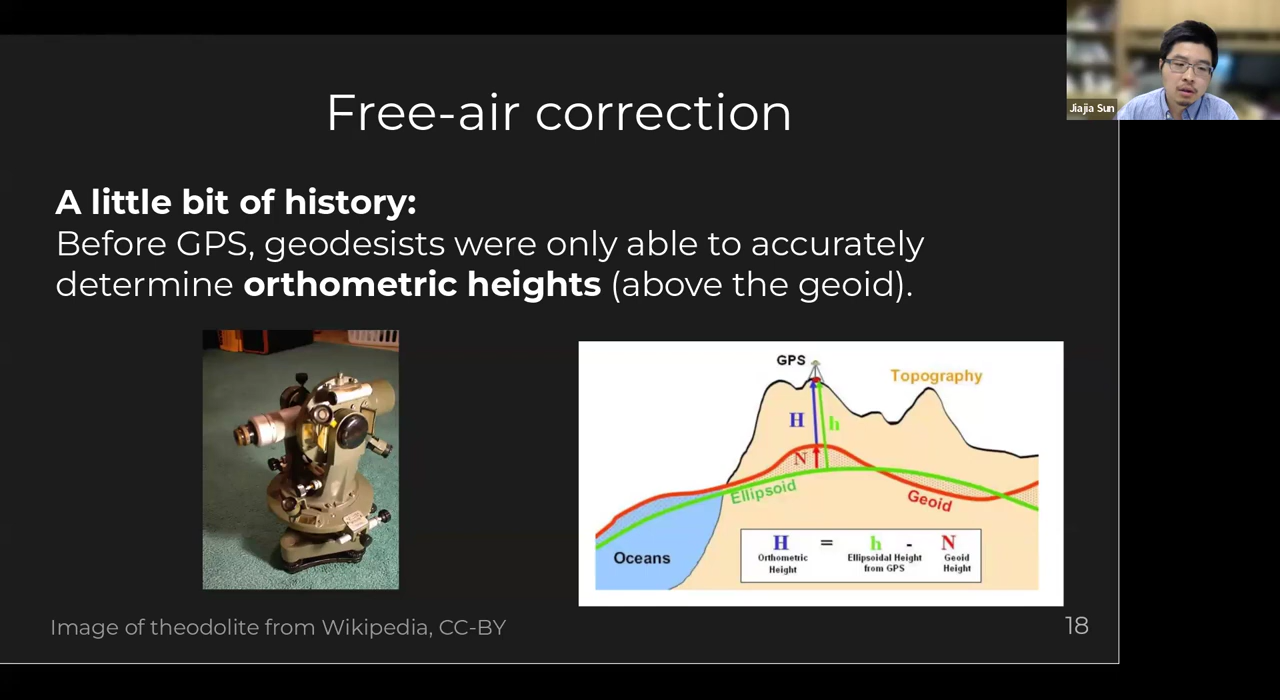 Free-air correction
Jiajia Sun
A little bit of history:
Before GPS, geodesists were only able to accurately
determine orthometric heights (above the geoid).
GPS
Topography
H
h
N
Ellipsoid
Geoid
Oceans
H = h - N
Orthometric Height
Ellipsoidal Height from GPS
Geoid Height
Image of theodolite from Wikipedia, CC-BY
18